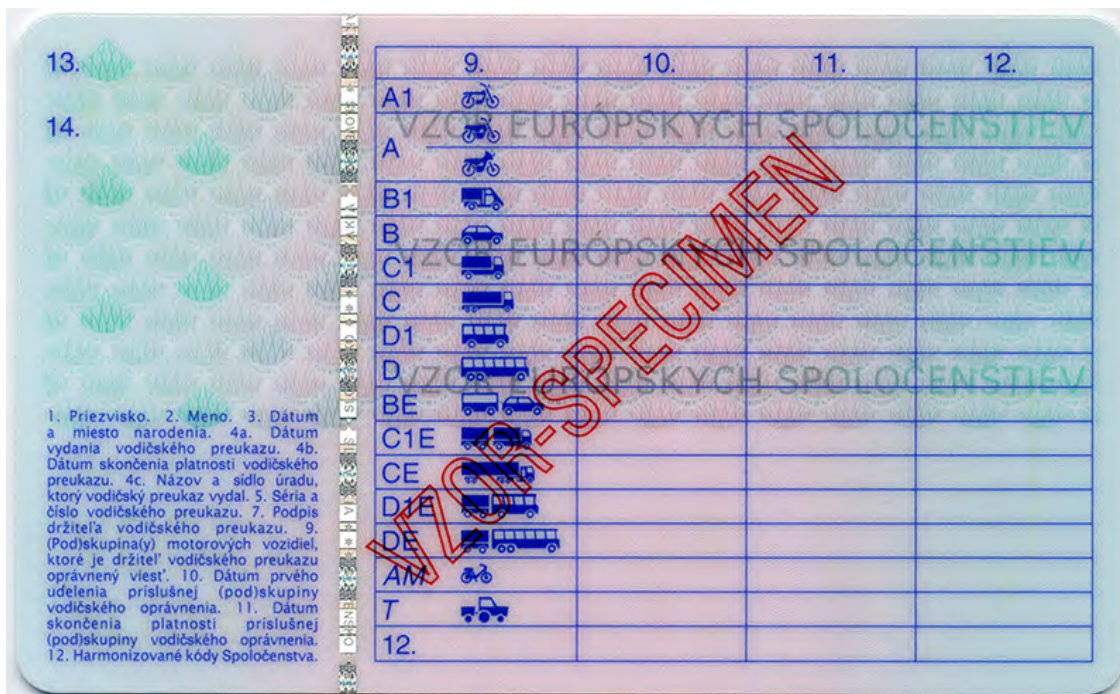 13.
14.
9. 10. 11. 12.
A1
A
B1
B
C1
C
D1
D
BE
C1E
CE
D1E
DE
AM
T
12.
VZOR EURÓPSKYCH SPOLOČENSTIEV
VZOR EURÓPSKYCH SPOLOČENSTIEV
VZOR EURÓPSKYCH SPOLOČENSTIEV
VZOR-SPECIMEN
1. Priezvisko. 2. Meno. 3. Dátum
a miesto narodenia. 4a. Dátum
vydania vodičského preukazu. 4b.
Dátum skončenia platnosti vodičského
preukazu. 4c. Názov a sídlo úradu,
ktorý vodičský preukaz vydal. 5. Séria a
číslo vodičského preukazu. 7. Podpis
držiteľa vodičského preukazu. 9.
(Pod)skupina(y) motorových vozidiel,
ktoré je držiteľ vodičského preukazu
oprávnený viesť. 10. Dátum prvého
udelenia príslušnej (pod)skupiny
vodičského oprávnenia. 11. Dátum
skončenia platnosti príslušnej
(pod)skupiny vodičského oprávnenia.
12. Harmonizované kódy Spoločenstva.